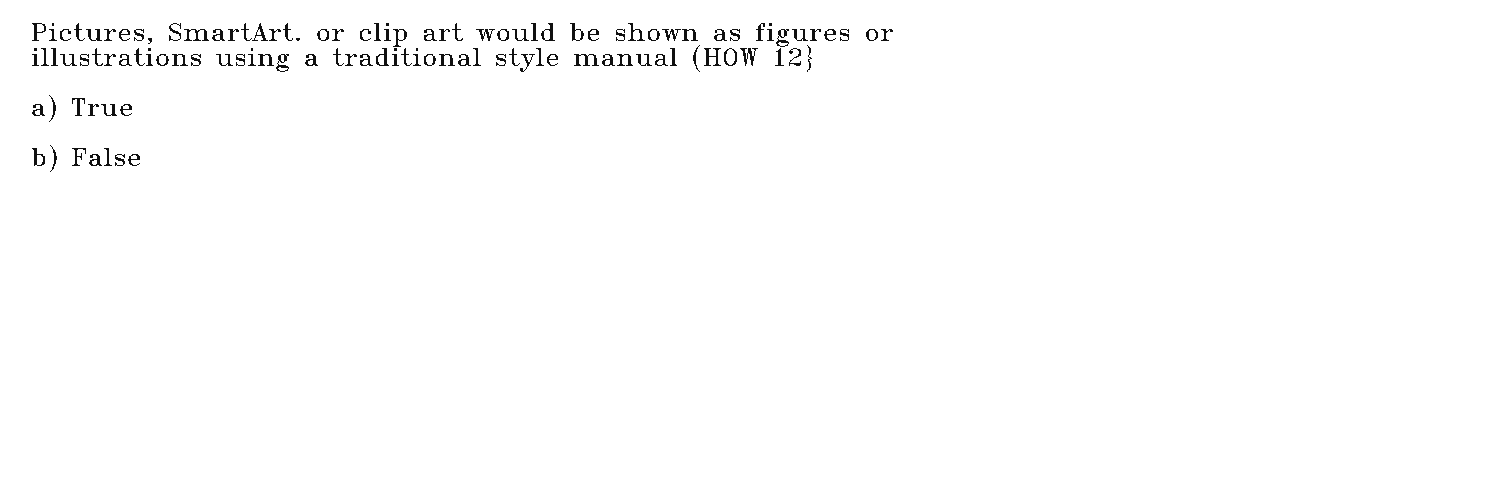 Pictures, SmartArt. or clip art would be shown as figures or
illustrations using a traditional style manual (HOW 12}
a) True
b) False